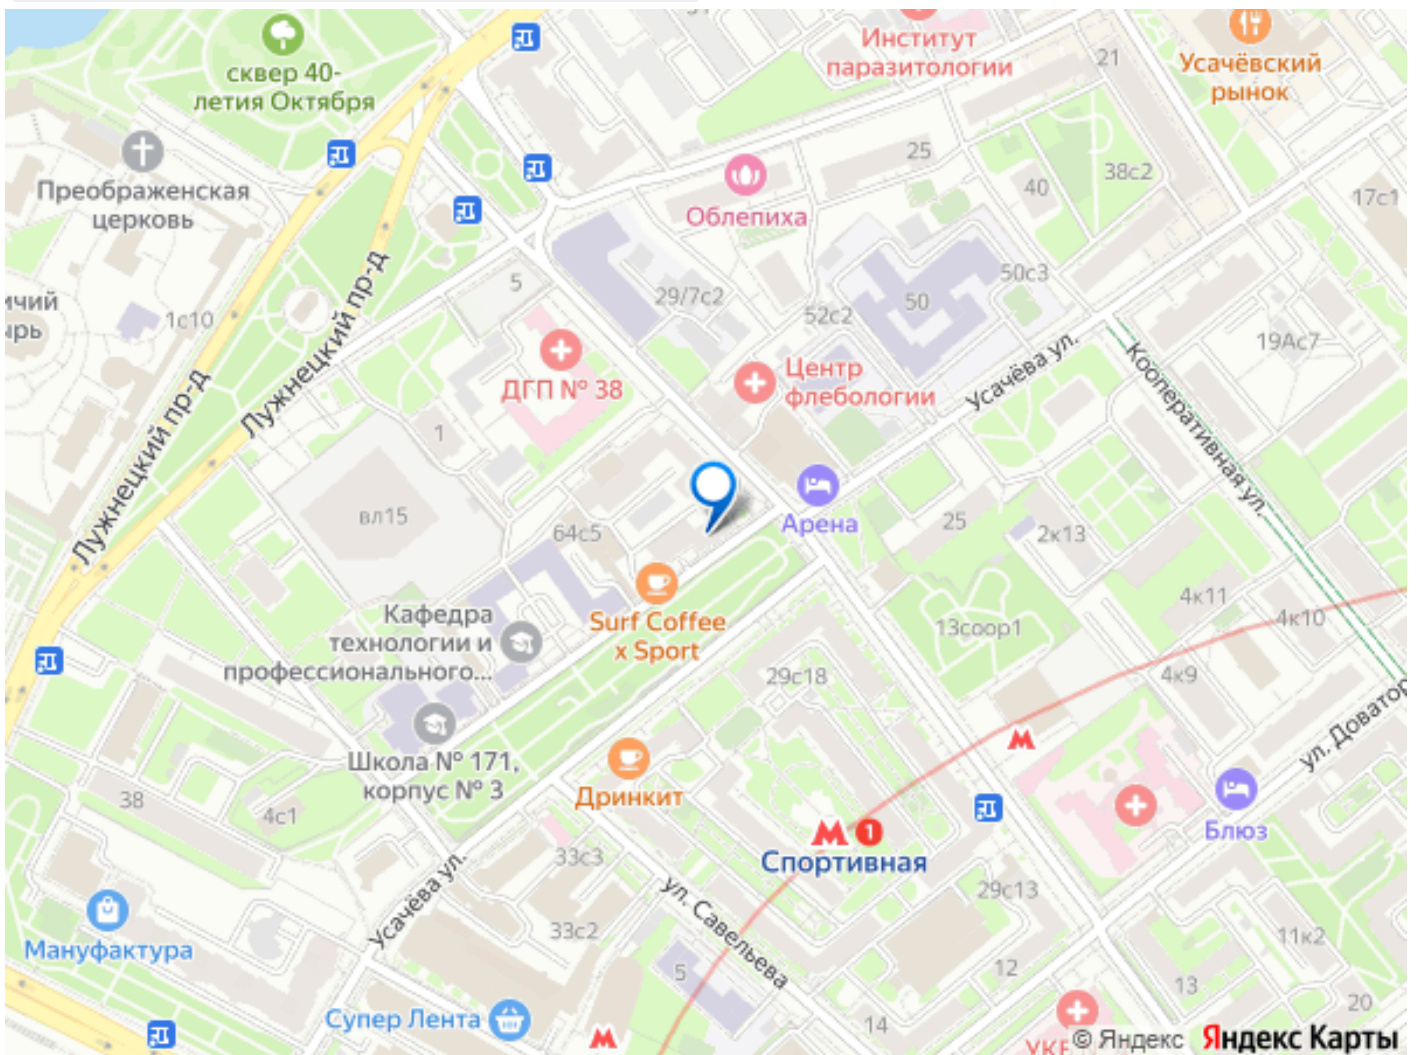 Институт
паразитологии
21
Усачёвский
рынок
сквер 40-
летия Октября
Преображенская
церковь
25
38с2
40
17с1
Облепиха
5
29/7с2
50с3
50
52с2
1с10
19Ас7
Лужнецкий пр-д
Лужнецкий пр-д
ДГП № 38
Центр
флебологии
Усачёва ул.
Кооперативная ул.
1
вл15
64с5
Арена
25
2к13
Surf Coffee
x Sport
Кафедра
технологии и
профессионального...
13соор1
4к11
4к10
4к9
29с18
Школа № 171,
корпус № 3
38
4с1
Дринкит
М
ул. Доватор
Блюз
М 1
Спортивная
33с3
29с13
Усачёва ул.
ул. Савельева
33с2
Мануфактура
11к2
5
12
13
20
Супер Лента
14
М
© Яндекс Яндекс Карты